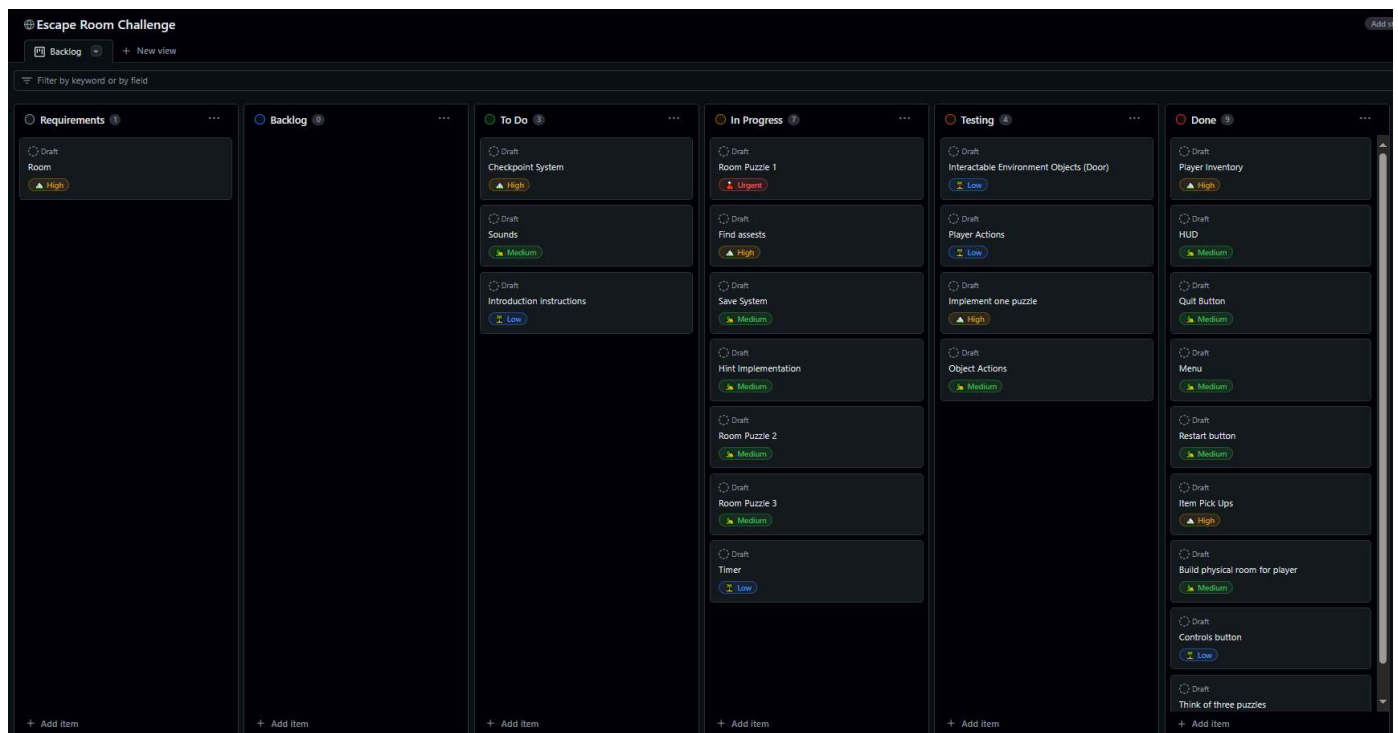 Escape Room Challenge
Add s
Backlog
+ New view
Filter by keyword or by field
Requirements 1 ...
Draft
Room
High
+ Add item
Backlog 0 ...
+ Add item
To Do 3 ...
Draft
Checkpoint System
High
Draft
Sounds
Medium
Draft
Introduction instructions
Low
+ Add item
In Progress 7 ...
Draft
Room Puzzle 1
Urgent
Draft
Find assests
High
Draft
Save System
Medium
Draft
Hint Implementation
Medium
Draft
Room Puzzle 2
Medium
Draft
Room Puzzle 3
Medium
Draft
Timer
Low
+ Add item
Testing 4 ...
Draft
Interactable Environment Objects (Door)
Low
Draft
Player Actions
Low
Draft
Implement one puzzle
High
Draft
Object Actions
Medium
+ Add item
Done 9 ...
Draft
Player Inventory
High
Draft
HUD
Medium
Draft
Quit Button
Medium
Draft
Menu
Medium
Draft
Restart button
Medium
Draft
Item Pick Ups
High
Draft
Build physical room for player
Medium
Draft
Controls button
Low
Draft
Think of three puzzles
+ Add item